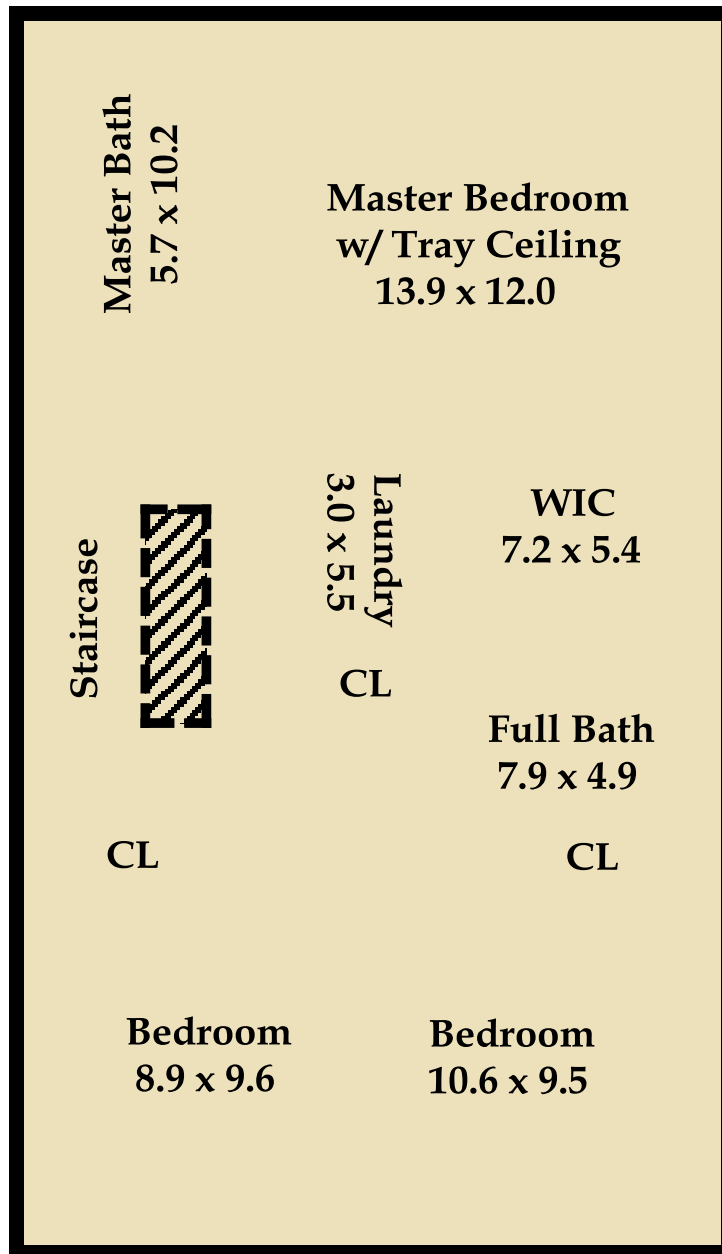 Master Bath
5.7 x 10.2
Master Bedroom
w/ Tray Ceiling
13.9 x 12.0
Laundry
3.0 x 5.5
WIC
7.2 x 5.4
Staircase
CL
Full Bath
7.9 x 4.9
CL
CL
Bedroom
8.9 x 9.6
Bedroom
10.6 x 9.5